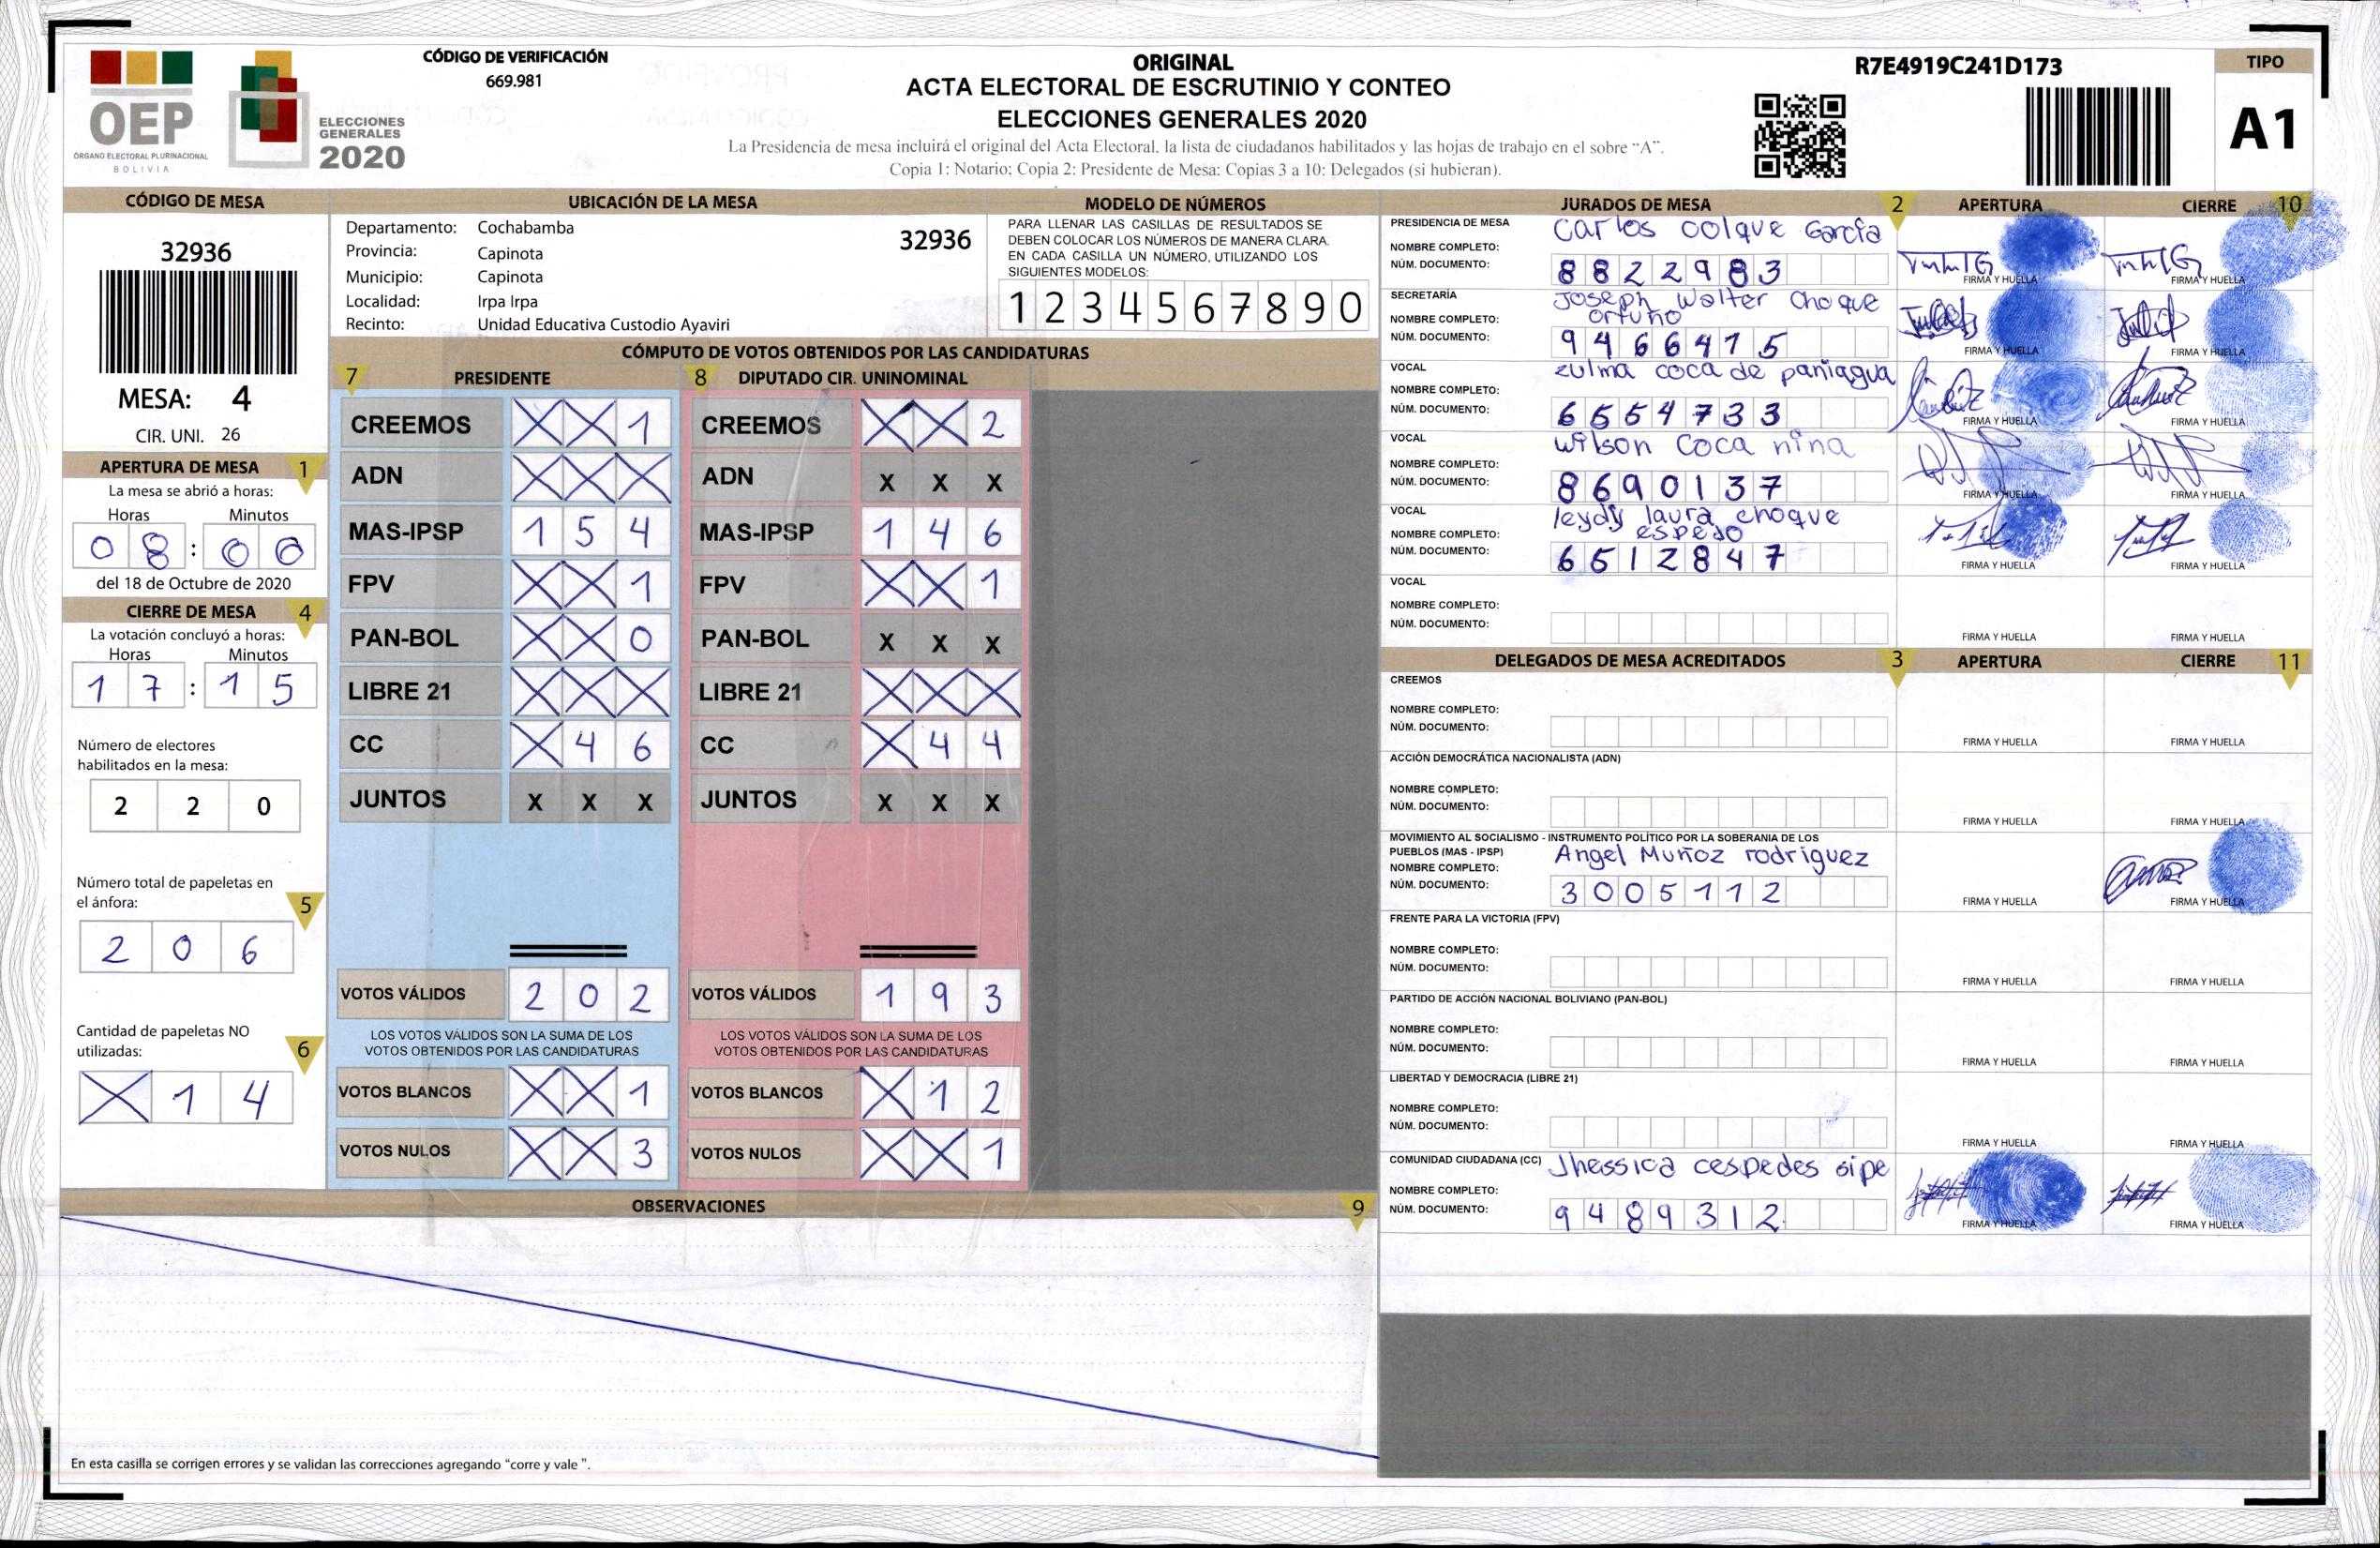 OEP
ÓRGANO ELECTORAL PLURINACIONAL
BOLIVIA
ELECCIONES
GENERALES
2020
CÓDIGO DE VERIFICACIÓN
669.981
ORIGINAL
ACTA ELECTORAL DE ESCRUTINIO Y CONTEO
ELECCIONES GENERALES 2020
La Presidencia de mesa incluirá el original del Acta Electoral, la lista de ciudadanos habilitados y las hojas de trabajo en el sobre "A".
Copia 1: Notario; Copia 2: Presidente de Mesa: Copias 3 a 10: Delegados (si hubieran).
R7E4919C241D173
TIPO
A1
CÓDIGO DE MESA
32936
MESA: 4
CIR. UNI. 26
APERTURA DE MESA 1
La mesa se abrió a horas:
Horas Minutos
08:00
del 18 de Octubre de 2020
CIERRE DE MESA 4
La votación concluyó a horas:
Horas Minutos
17:15
Número de electores
habilitados en la mesa:
2 2 0
Número total de papeletas en
el ánfora: 5
2 0 6
Cantidad de papeletas NO
utilizadas: 6
X 1 4
UBICACIÓN DE LA MESA
Departamento: Cochabamba
32936
Provincia: Capinota
Municipio: Capinota
Localidad: Irpa Irpa
Recinto: Unidad Educativa Custodio Ayaviri
MODELO DE NÚMEROS
PARA LLENAR LAS CASILLAS DE RESULTADOS SE
DEBEN COLOCAR LOS NÚMEROS DE MANERA CLARA.
EN CADA CASILLA UN NÚMERO, UTILIZANDO LOS
SIGUIENTES MODELOS:
1 2 3 4 5 6 7 8 9 0
CÓMPUTO DE VOTOS OBTENIDOS POR LAS CANDIDATURAS
7 PRESIDENTE 8 DIPUTADO CIR. UNINOMINAL
CREEMOS X X 1 CREEMOS X X 2
ADN X X X ADN X X X
MAS-IPSP 1 5 4 MAS-IPSP 1 4 6
FPV X X 1 FPV X X 1
PAN-BOL X X 0 PAN-BOL X X X
LIBRE 21 X X X LIBRE 21 X X X
CC X 4 6 CC X 4 4
JUNTOS X X X JUNTOS X X X
VOTOS VÁLIDOS 2 0 2 VOTOS VÁLIDOS 1 9 3
LOS VOTOS VÁLIDOS SON LA SUMA DE LOS LOS VOTOS VÁLIDOS SON LA SUMA DE LOS
VOTOS OBTENIDOS POR LAS CANDIDATURAS VOTOS OBTENIDOS POR LAS CANDIDATURAS
VOTOS BLANCOS X X 1 VOTOS BLANCOS X 1 2
VOTOS NULOS X X 3 VOTOS NULOS X X 1
OBSERVACIONES 9
En esta casilla se corrigen errores y se validan las correcciones agregando "corre y vale".
JURADOS DE MESA 2 APERTURA CIERRE 10
PRESIDENCIA DE MESA
NOMBRE COMPLETO: Carlos Colque Garcia
NÚM. DOCUMENTO: 8822983
FIRMA Y HUELLA FIRMA Y HUELLA
SECRETARÍA
NOMBRE COMPLETO: Joseph Walter Choque
Ortuño
NÚM. DOCUMENTO: 9466415
FIRMA Y HUELLA FIRMA Y HUELLA
VOCAL
NOMBRE COMPLETO: zulma coca de paniagua
NÚM. DOCUMENTO: 6554733
FIRMA Y HUELLA FIRMA Y HUELLA
VOCAL
NOMBRE COMPLETO: wilson coca nina
NÚM. DOCUMENTO: 8690137
FIRMA Y HUELLA FIRMA Y HUELLA
VOCAL
NOMBRE COMPLETO: leydy laura choque
espejo
NÚM. DOCUMENTO: 6512847
FIRMA Y HUELLA FIRMA Y HUELLA
VOCAL
NOMBRE COMPLETO:
NÚM. DOCUMENTO:
FIRMA Y HUELLA FIRMA Y HUELLA
DELEGADOS DE MESA ACREDITADOS 3 APERTURA CIERRE 11
CREEMOS
NOMBRE COMPLETO:
NÚM. DOCUMENTO:
FIRMA Y HUELLA FIRMA Y HUELLA
ACCIÓN DEMOCRÁTICA NACIONALISTA (ADN)
NOMBRE COMPLETO:
NÚM. DOCUMENTO:
FIRMA Y HUELLA FIRMA Y HUELLA
MOVIMIENTO AL SOCIALISMO - INSTRUMENTO POLÍTICO POR LA SOBERANIA DE LOS
PUEBLOS (MAS - IPSP)
NOMBRE COMPLETO: Angel Muñoz rodriguez
NÚM. DOCUMENTO: 3005112
FIRMA Y HUELLA FIRMA Y HUELLA
FRENTE PARA LA VICTORIA (FPV)
NOMBRE COMPLETO:
NÚM. DOCUMENTO:
FIRMA Y HUELLA FIRMA Y HUELLA
PARTIDO DE ACCIÓN NACIONAL BOLIVIANO (PAN-BOL)
NOMBRE COMPLETO:
NÚM. DOCUMENTO:
FIRMA Y HUELLA FIRMA Y HUELLA
LIBERTAD Y DEMOCRACIA (LIBRE 21)
NOMBRE COMPLETO:
NÚM. DOCUMENTO:
FIRMA Y HUELLA FIRMA Y HUELLA
COMUNIDAD CIUDADANA (CC)
NOMBRE COMPLETO: Jhessica cespedes sipe
NÚM. DOCUMENTO: 9489312
FIRMA Y HUELLA FIRMA Y HUELLA